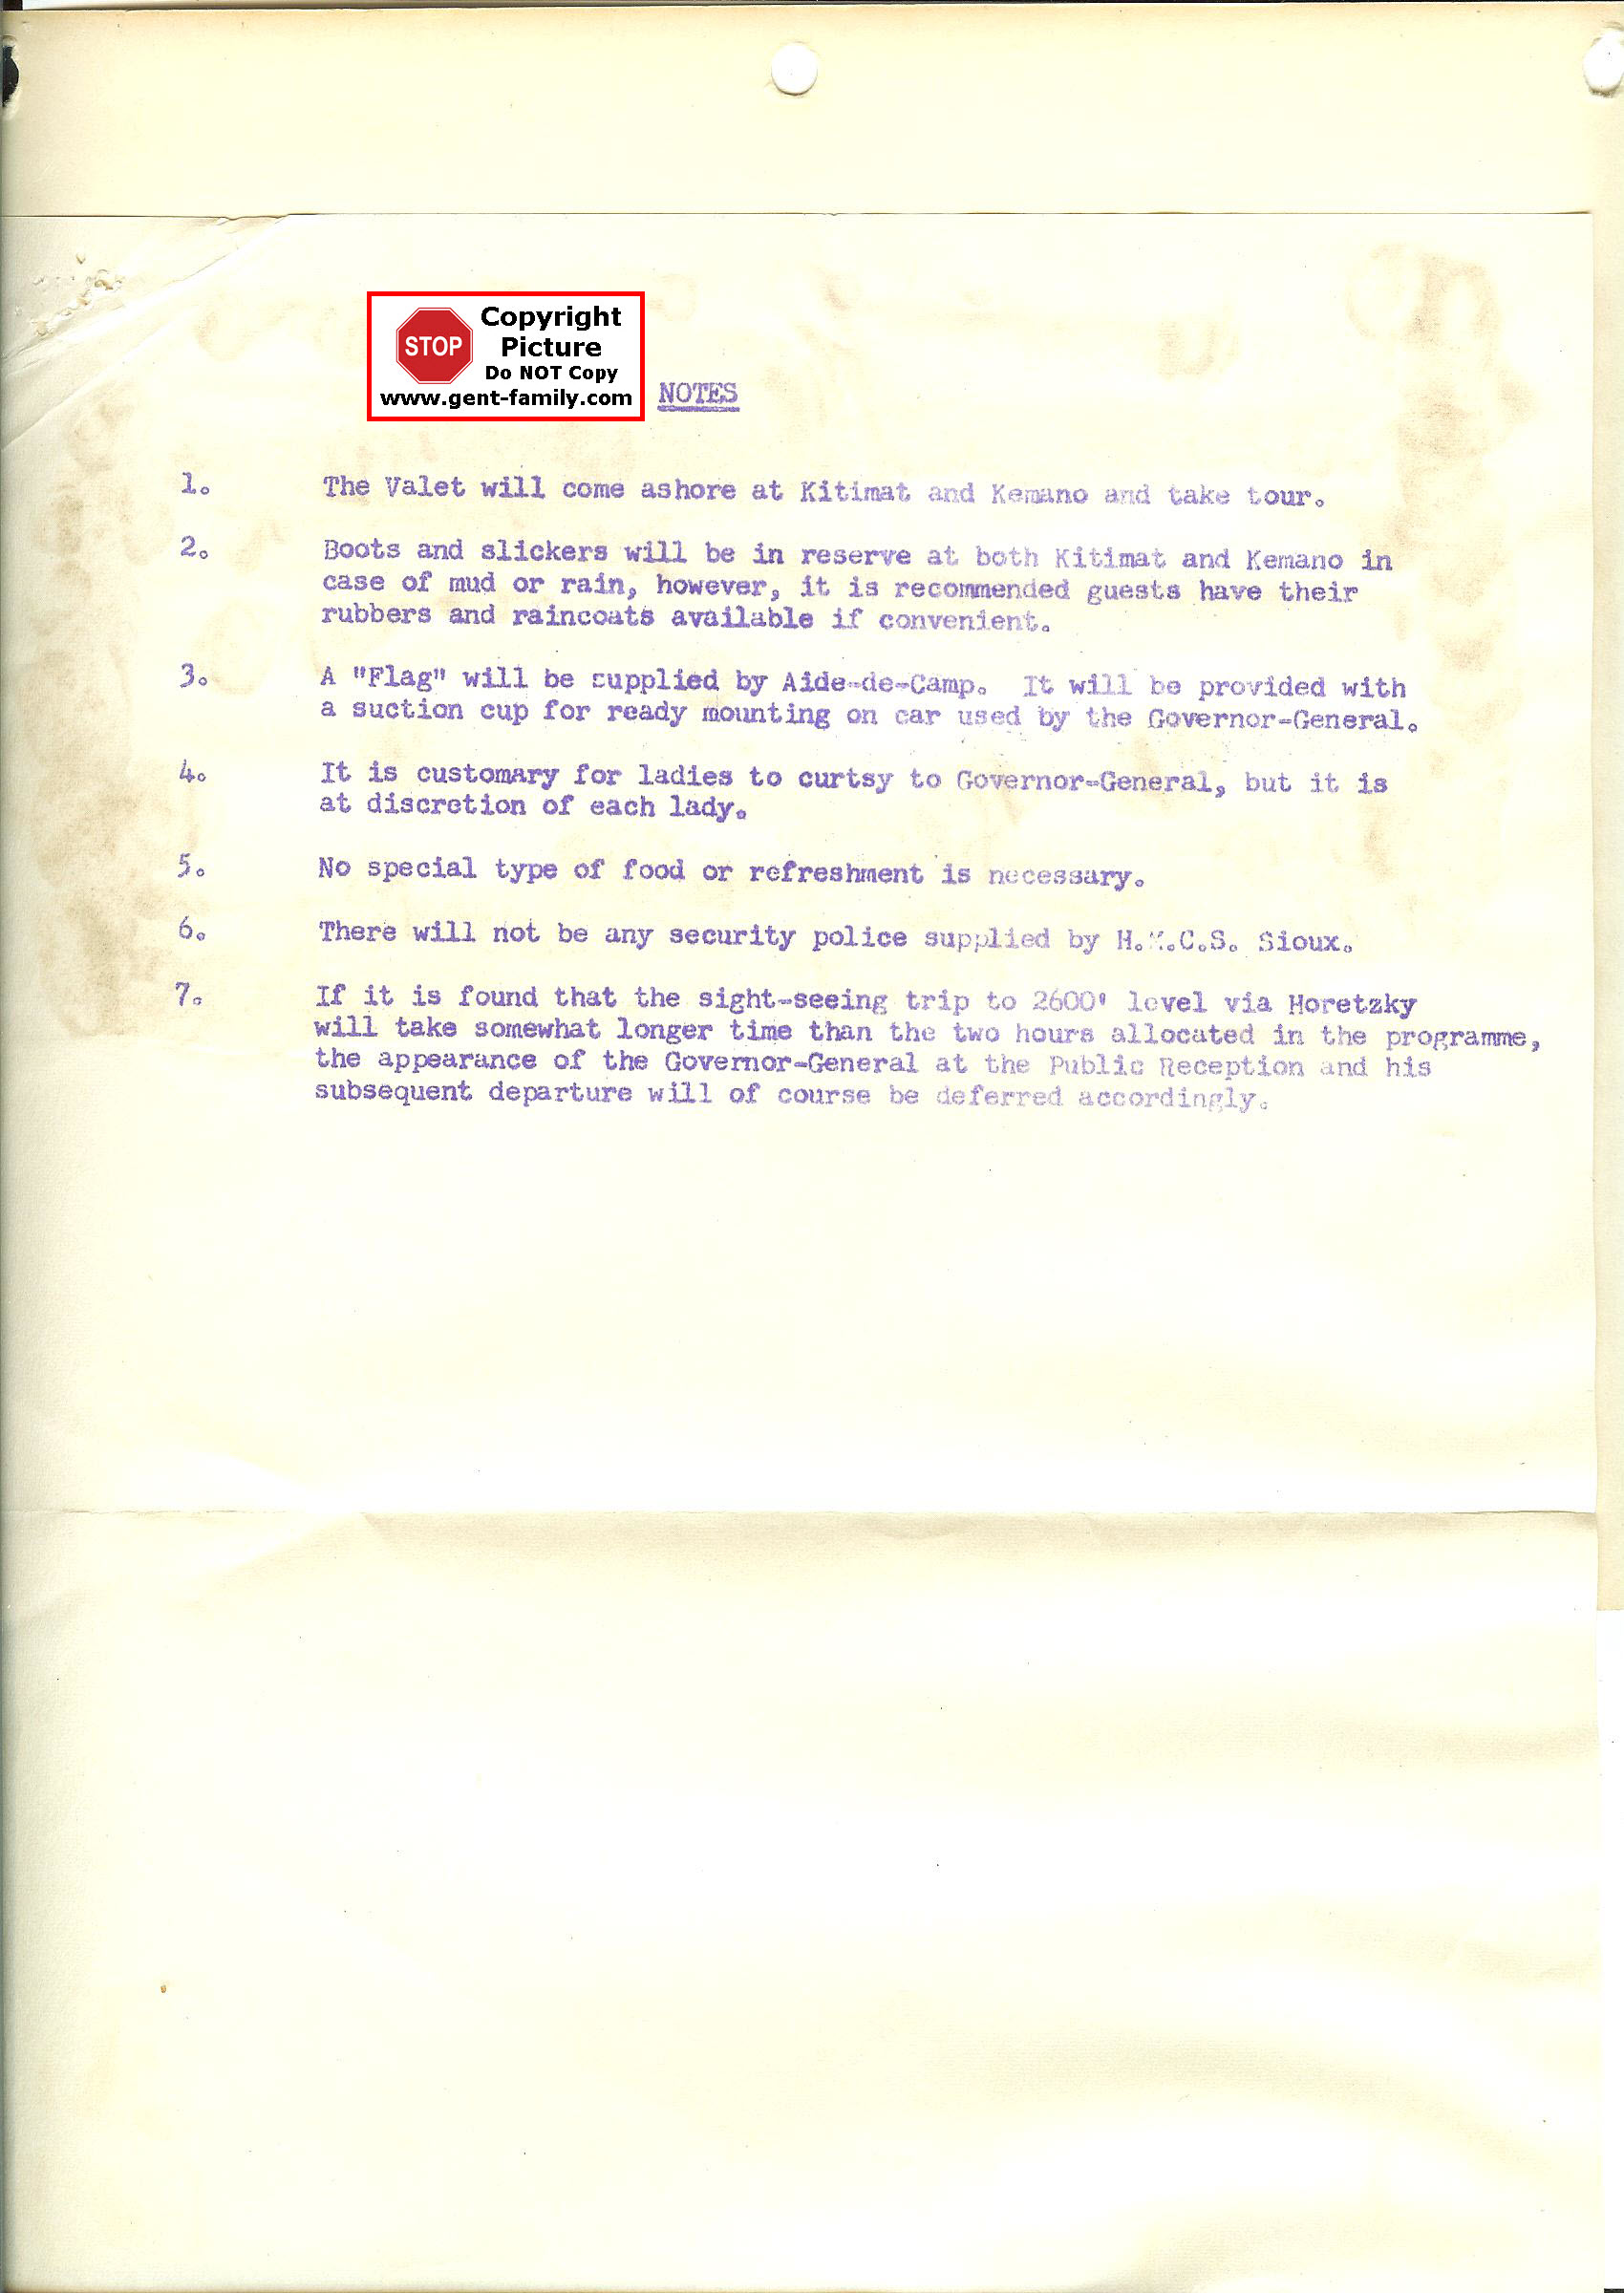 STOP
Copyright
Picture
Do NOT Copy
www.gent-family.com
NOTES
1. The Valet will come ashore at Kitimat and Kemano and take tour.
2. Boots and slickers will be in reserve at both Kitimat and Kemano in
case of mud or rain, however, it is recommended guests have their
rubbers and raincoats available if convenient.
3. A "Flag" will be supplied by Aide-de-Camp. It will be provided with
a suction cup for ready mounting on car used by the Governor-General.
4. It is customary for ladies to curtsy to Governor-General, but it is
at discretion of each lady.
5. No special type of food or refreshment is necessary.
6. There will not be any security police supplied by H.M.C.S. Sioux.
7. If it is found that the sight-seeing trip to 2600' level via Horetzky
will take somewhat longer time than the two hours allocated in the programme,
the appearance of the Governor-General at the Public Reception and his
subsequent departure will of course be deferred accordingly.